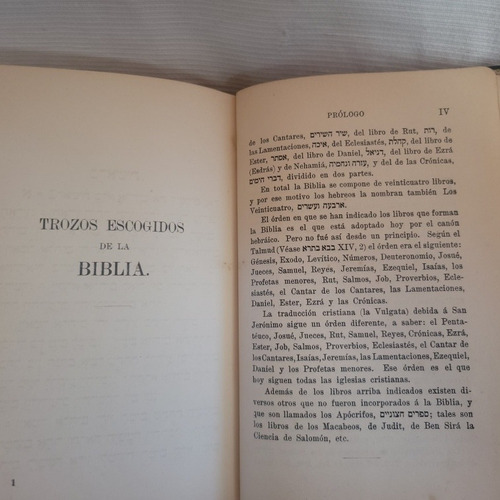 TROZOS ESCOGIDOS
DE LA
BIBLIA.
1
PRÓLOGO IV
de los Cantares, שיר השירים, del libro de Rut, רות, de
las Lamentaciones, איכה, del Eclesiastés, קהלת, del libro de
Ester, אסתר, del libro de Daniel, דניאל, del libro de Ezrá
(Esdrás) y de Nehamiá, עזרה ונחמיה, y del de las Crónicas,
דברי הימים, dividido en dos partes.
En total la Biblia se compone de veinticuatro libros,
y por ese motivo los hebreos la nombran también Los
Veinticuatro, ארבעה ועשרים.
El órden en que se han indicado los libros que forman
la Biblia es el que está adoptado hoy por el canon
hebráico. Pero no fué así desde un principio. Según el
Talmud (Véase בבא בתרא XIV, 2) el órden era el siguiente:
Génesis, Exodo, Levítico, Números, Deuteronomio, Josué,
Jueces, Samuel, Reyes, Jeremías, Ezequiel, Isaías, los
Profetas menores, Rut, Salmos, Job, Proverbios, Ecle-
siastés, el Cantar de los Cantares, las Lamentaciones,
Daniel, Ester, Ezrá y las Crónicas.
La traducción cristiana (la Vulgata) debida á San
Jerónimo sigue un órden diferente, a saber: el Penta-
téuco, Josué, Jueces, Rut, Samuel, Reyes, Crónicas, Ezrá,
Ester, Job, Salmos, Proverbios, Eclesiastés, el Cantar de
los Cantares, Isaías, Jeremías, las Lamentaciones, Ezequiel,
Daniel y los Profetas menores. Ese órden es el que
hoy siguen todas las iglesias cristianas.
Además de los libros arriba indicados existen di-
versos otros que no fueron incorporados á la Biblia, y
que son llamados los Apócrifos, ספרים חצוניים; tales son
los libros de los Macabeos, de Judit, de Ben Sirá la
Ciencia de Salomón, etc.